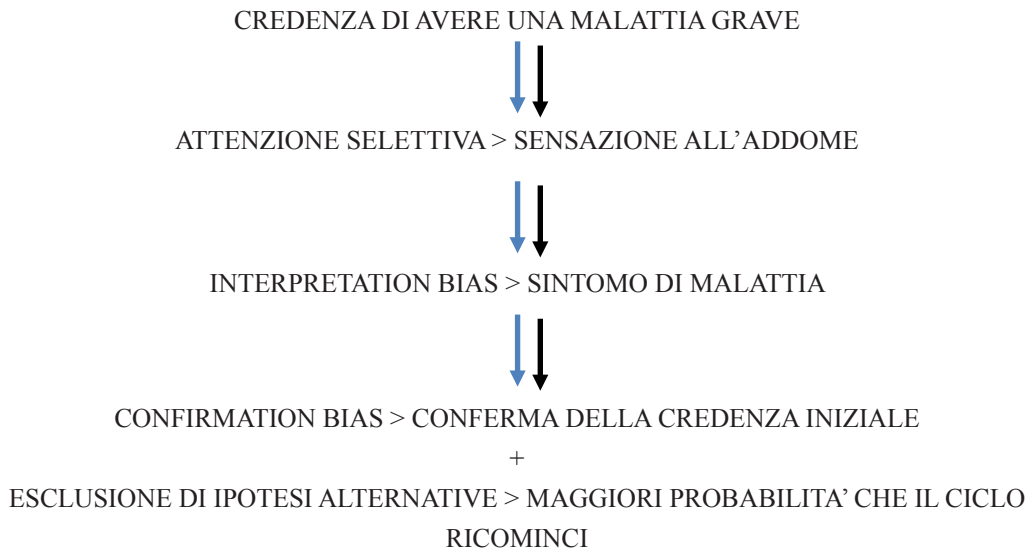 CREDENZA DI AVERE UNA MALATTIA GRAVE
ATTENZIONE SELETTIVA > SENSAZIONE ALL’ADDOME
INTERPRETATION BIAS > SINTOMO DI MALATTIA
CONFIRMATION BIAS > CONFERMA DELLA CREDENZA INIZIALE
+
ESCLUSIONE DI IPOTESI ALTERNATIVE > MAGGIORI PROBABILITA’ CHE IL CICLO
RICOMINCI